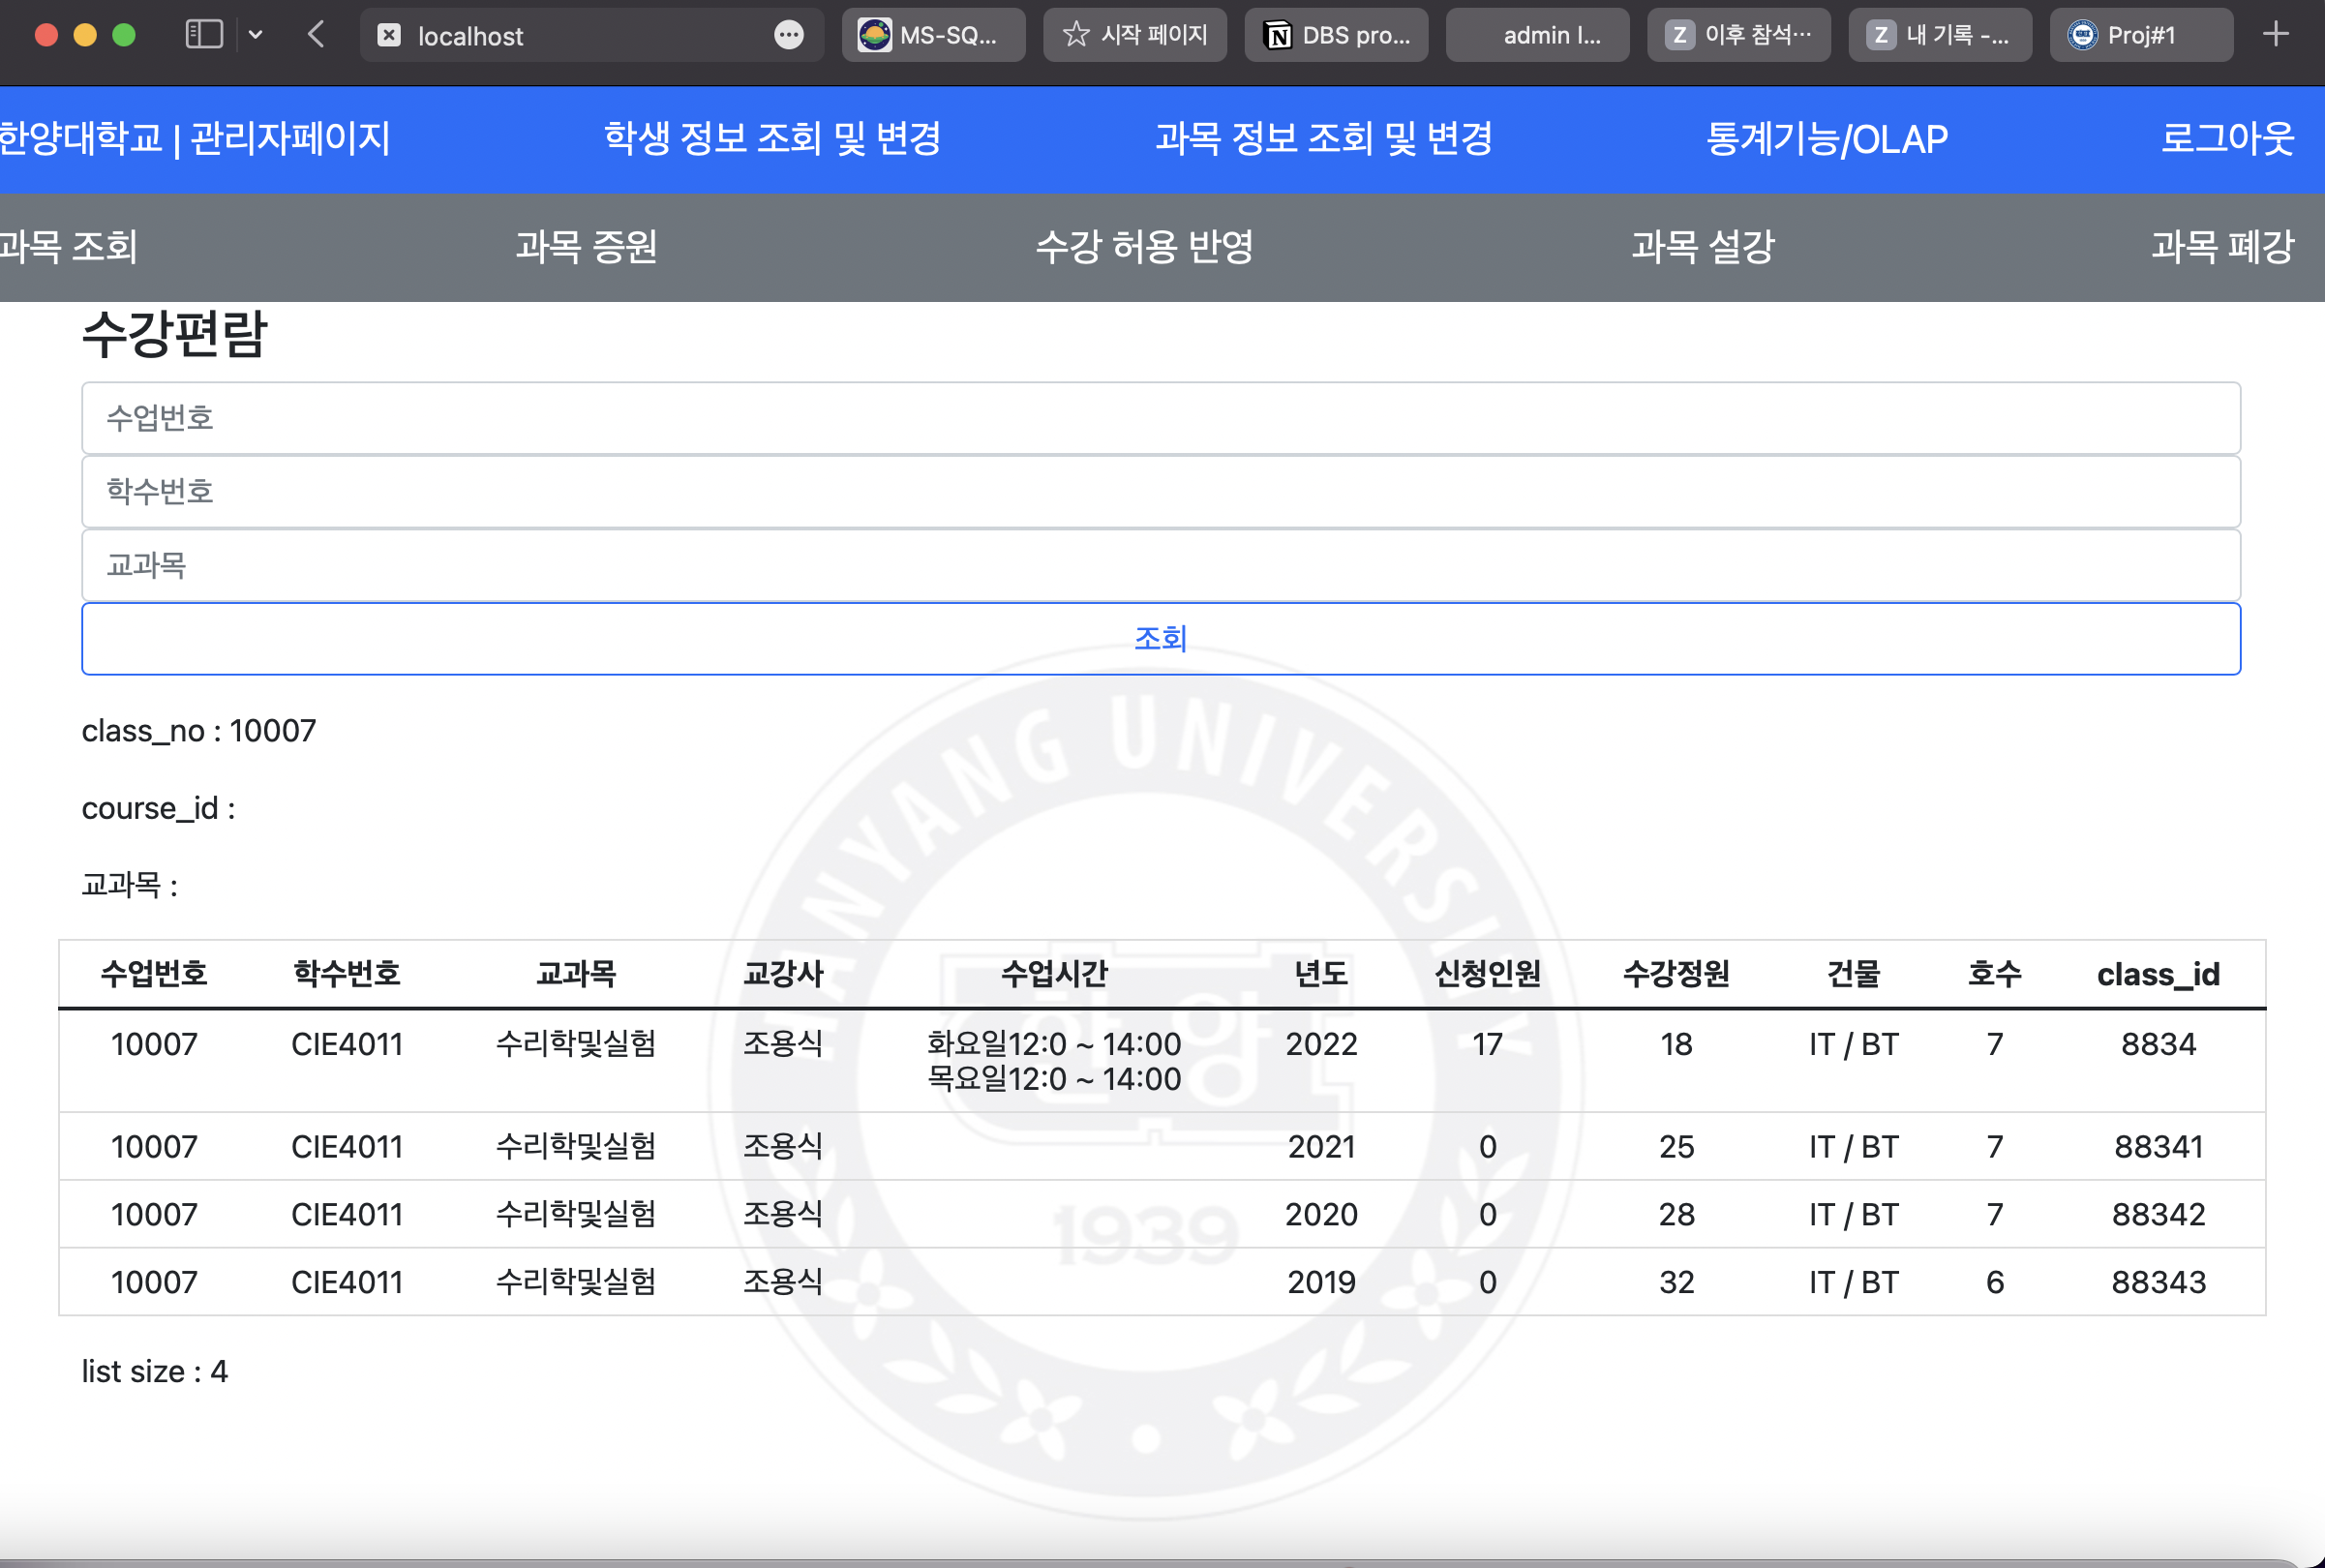 localhost
MS-SQ...
시작 페이지
DBS pro...
admin l...
Z 이후 참석...
Z 내 기록 -...
Proj#1
한양대학교 | 관리자페이지 학생 정보 조회 및 변경 과목 정보 조회 및 변경 통계기능/OLAP 로그아웃
과목 조회 과목 증원 수강 허용 반영 과목 설강 과목 폐강
수강편람
수업번호
학수번호
교과목
조회
class_no : 10007
course_id :
교과목 :
수업번호 학수번호 교과목 교강사 수업시간 년도 신청인원 수강정원 건물 호수 class_id
10007 CIE4011 수리학및실험 조용식 화요일12:0 ~ 14:00 2022 17 18 IT / BT 7 8834
목요일12:0 ~ 14:00
10007 CIE4011 수리학및실험 조용식 2021 0 25 IT / BT 7 88341
10007 CIE4011 수리학및실험 조용식 2020 0 28 IT / BT 7 88342
10007 CIE4011 수리학및실험 조용식 2019 0 32 IT / BT 6 88343
list size : 4
HANYANG UNIVERSITY
한양
1939